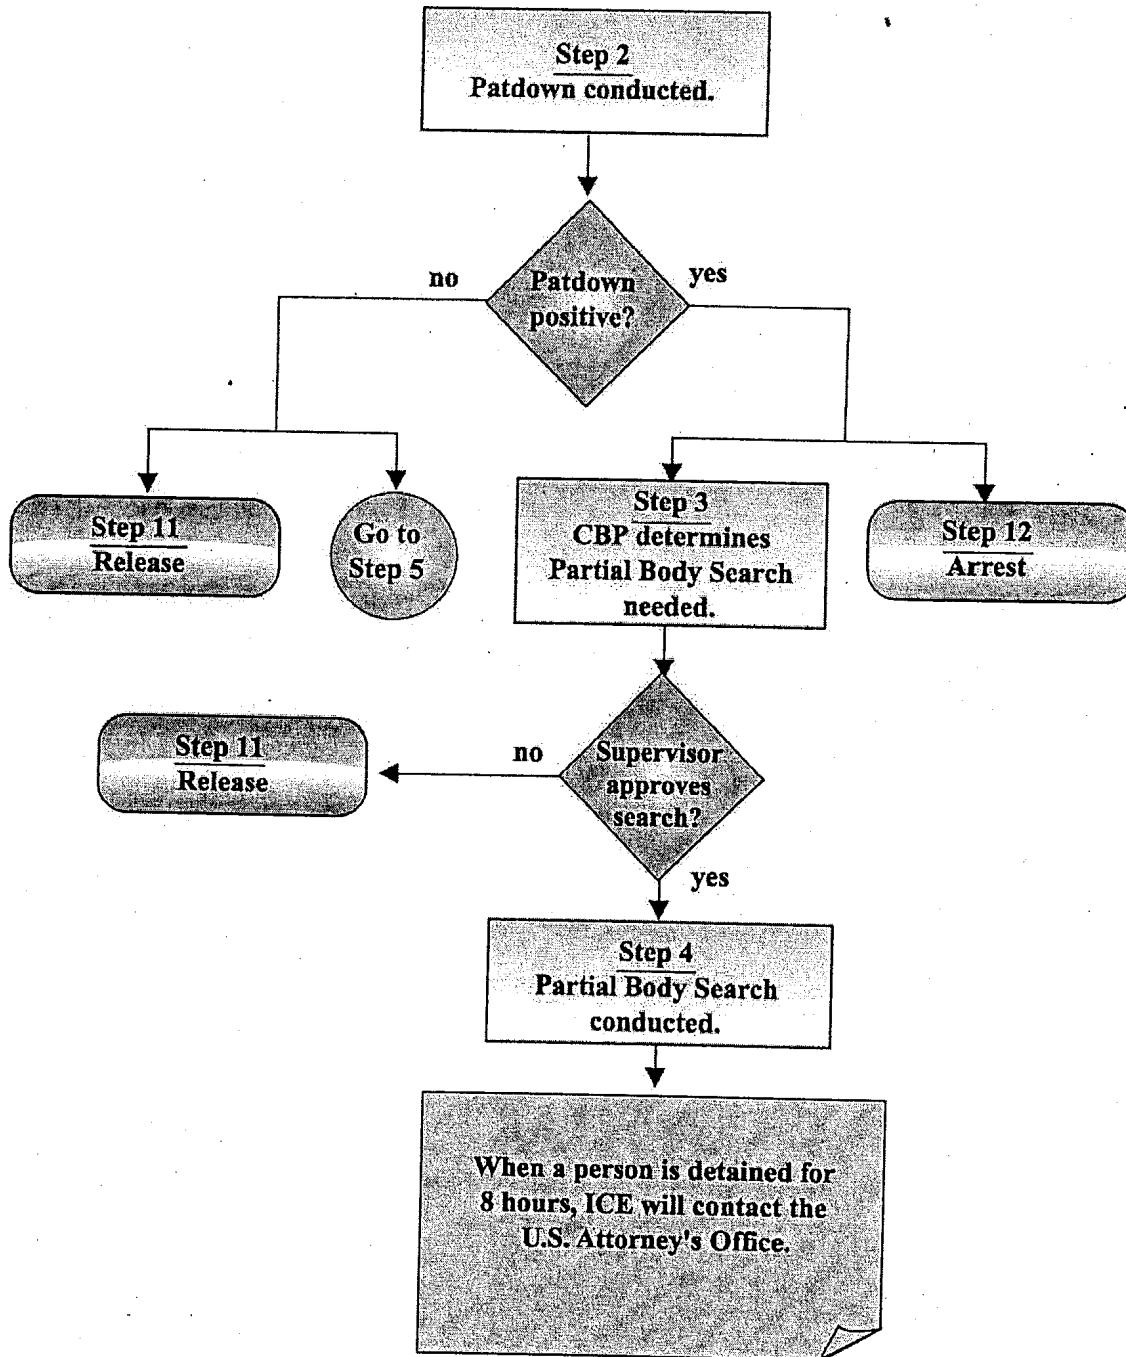 Step 2
Patdown conducted.
Patdown
positive?
no
yes
Step 11
Release
Go to
Step 5
Step 3
CBP determines
Partial Body Search
needed.
Step 12
Arrest
Supervisor
approves
search?
no
Step 11
Release
yes
Step 4
Partial Body Search
conducted.
When a person is detained for
8 hours, ICE will contact the
U.S. Attorney's Office.